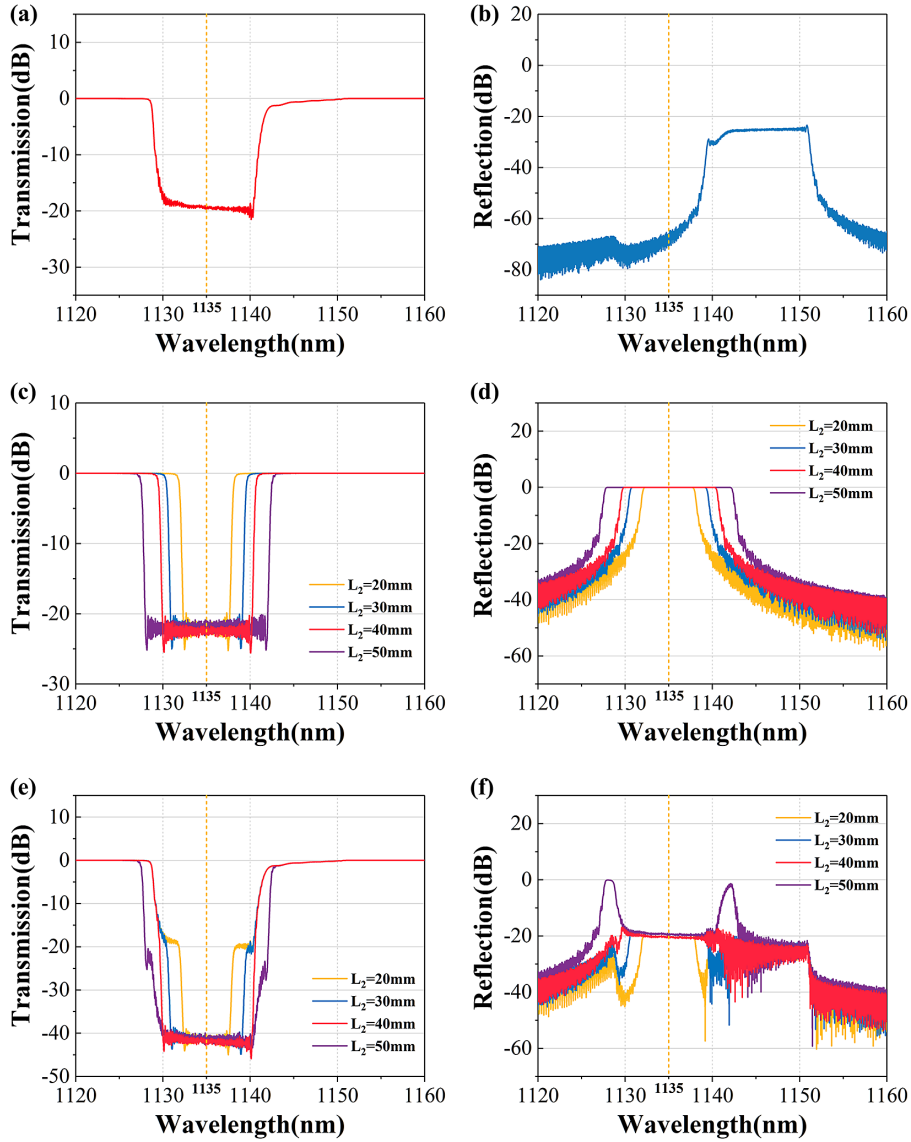 (a)
Transmission(dB)
10
0
-10
-20
-30
1120 1130 1135 1140 1150 1160
Wavelength(nm)
(b)
Reflection(dB)
20
0
-20
-40
-60
-80
1120 1130 1135 1140 1150 1160
Wavelength(nm)
(c)
Transmission(dB)
10
0
-10
-20
-30
L₂=20mm
L₂=30mm
L₂=40mm
L₂=50mm
1120 1130 1135 1140 1150 1160
Wavelength(nm)
(d)
Reflection(dB)
20
0
-20
-40
-60
L₂=20mm
L₂=30mm
L₂=40mm
L₂=50mm
1120 1130 1135 1140 1150 1160
Wavelength(nm)
(e)
Transmission(dB)
10
0
-10
-20
-30
-40
-50
L₂=20mm
L₂=30mm
L₂=40mm
L₂=50mm
1120 1130 1135 1140 1150 1160
Wavelength(nm)
(f)
Reflection(dB)
20
0
-20
-40
-60
L₂=20mm
L₂=30mm
L₂=40mm
L₂=50mm
1120 1130 1135 1140 1150 1160
Wavelength(nm)